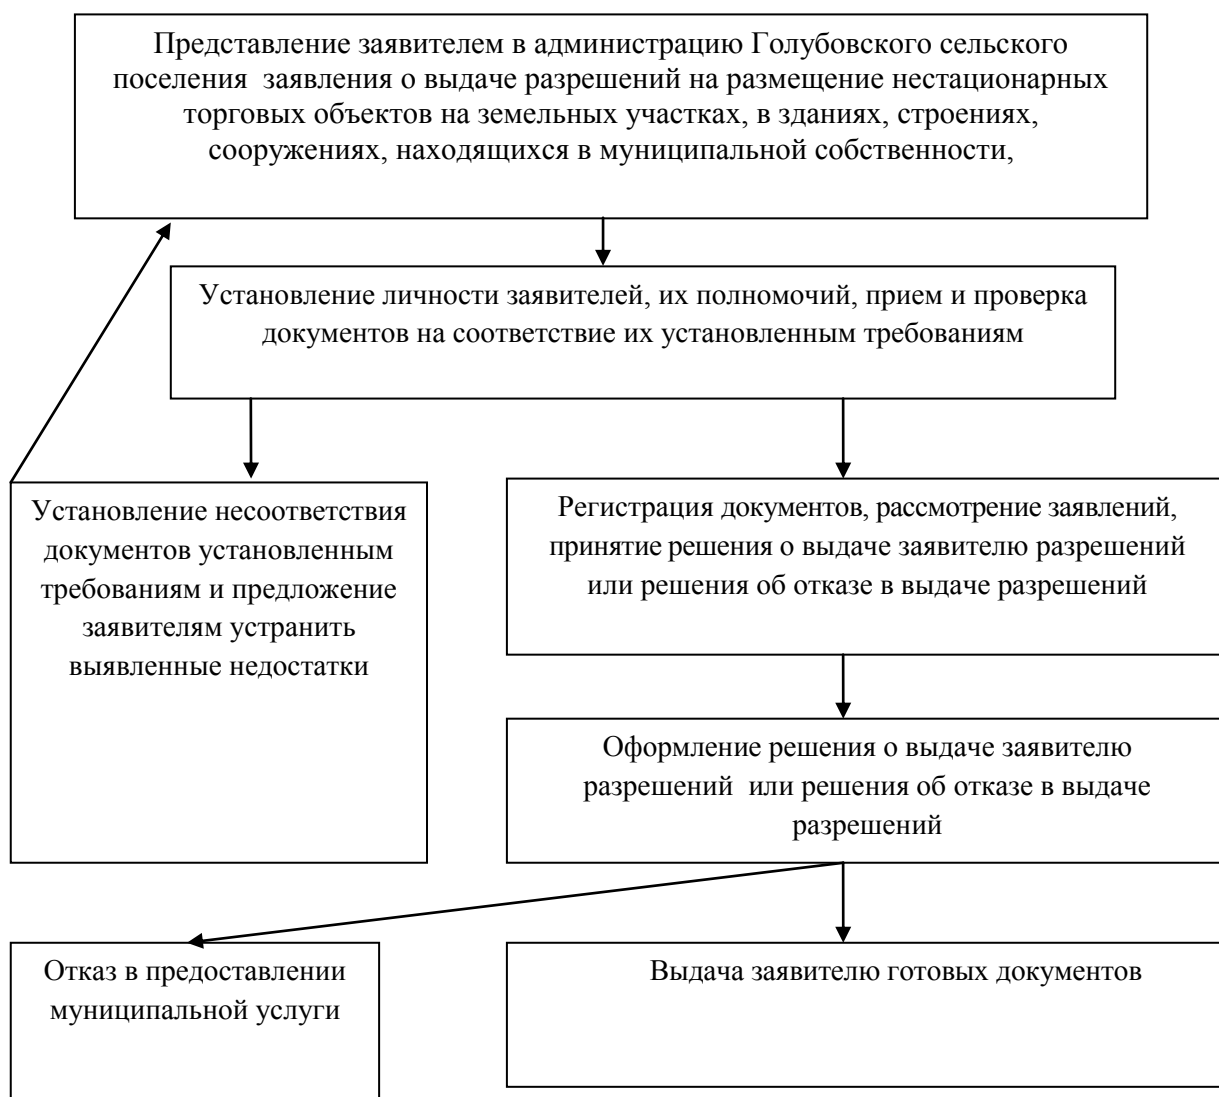 Представление заявителем в администрацию Голубовского сельского
поселения  заявления о выдаче разрешений на размещение нестационарных
торговых объектов на земельных участках, в зданиях, строениях,
сооружениях, находящихся в муниципальной собственности,
Установление личности заявителей, их полномочий, прием и проверка
документов на соответствие их установленным требованиям
Установление несоответствия
документов установленным
требованиям и предложение
заявителям устранить
выявленные недостатки
Регистрация документов, рассмотрение заявлений,
принятие решения о выдаче заявителю разрешений
или решения об отказе в выдаче разрешений
Оформление решения о выдаче заявителю
разрешений  или решения об отказе в выдаче
разрешений
Отказ в предоставлении
муниципальной услуги
Выдача заявителю готовых документов